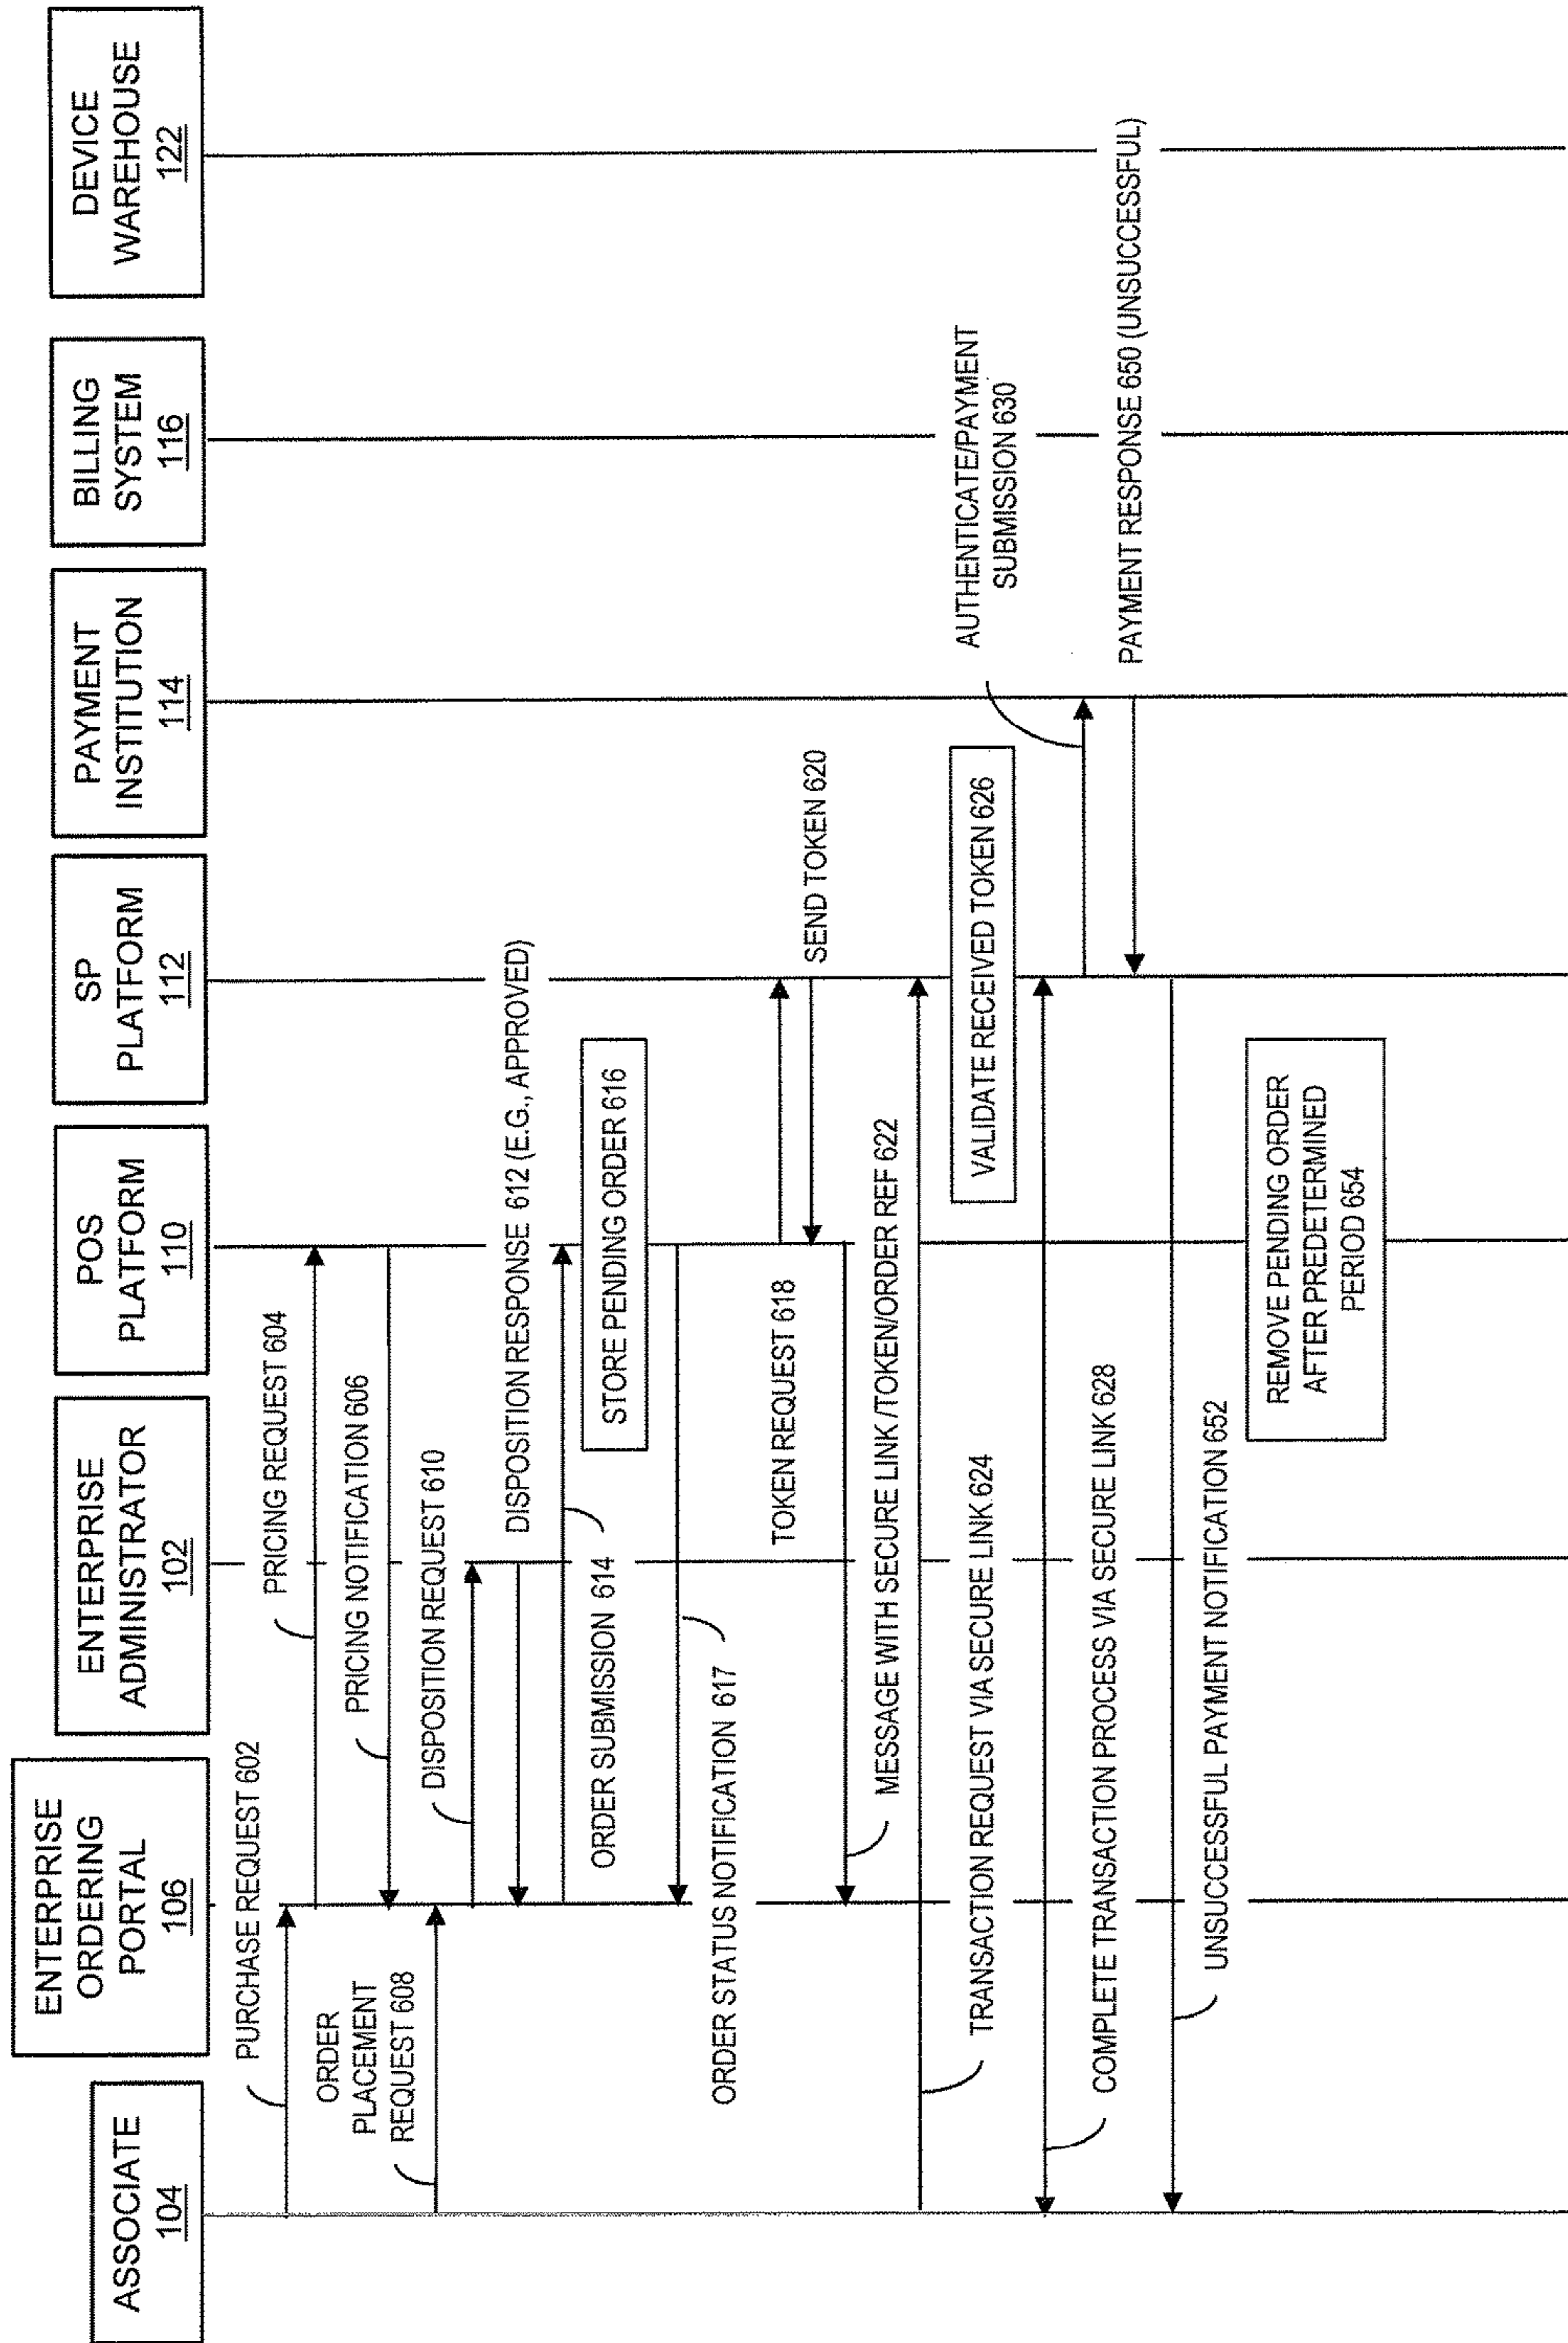 ASSOCIATE
104
ENTERPRISE
ORDERING
PORTAL
106
ENTERPRISE
ADMINISTRATOR
102
POS
PLATFORM
110
SP
PLATFORM
112
PAYMENT
INSTITUTION
114
BILLING
SYSTEM
116
DEVICE
WAREHOUSE
122
PURCHASE REQUEST 602
PRICING REQUEST 604
PRICING NOTIFICATION 606
ORDER
PLACEMENT
REQUEST 608
DISPOSITION REQUEST 610
DISPOSITION RESPONSE 612 (E.G., APPROVED)
ORDER SUBMISSION 614
STORE PENDING ORDER 616
ORDER STATUS NOTIFICATION 617
TOKEN REQUEST 618
SEND TOKEN 620
MESSAGE WITH SECURE LINK /TOKEN/ORDER REF 622
TRANSACTION REQUEST VIA SECURE LINK 624
VALIDATE RECEIVED TOKEN 626
COMPLETE TRANSACTION PROCESS VIA SECURE LINK 628
AUTHENTICATE/PAYMENT
SUBMISSION 630
PAYMENT RESPONSE 650 (UNSUCCESSFUL)
UNSUCCESSFUL PAYMENT NOTIFICATION 652
REMOVE PENDING ORDER
AFTER PREDETERMINED
PERIOD 654